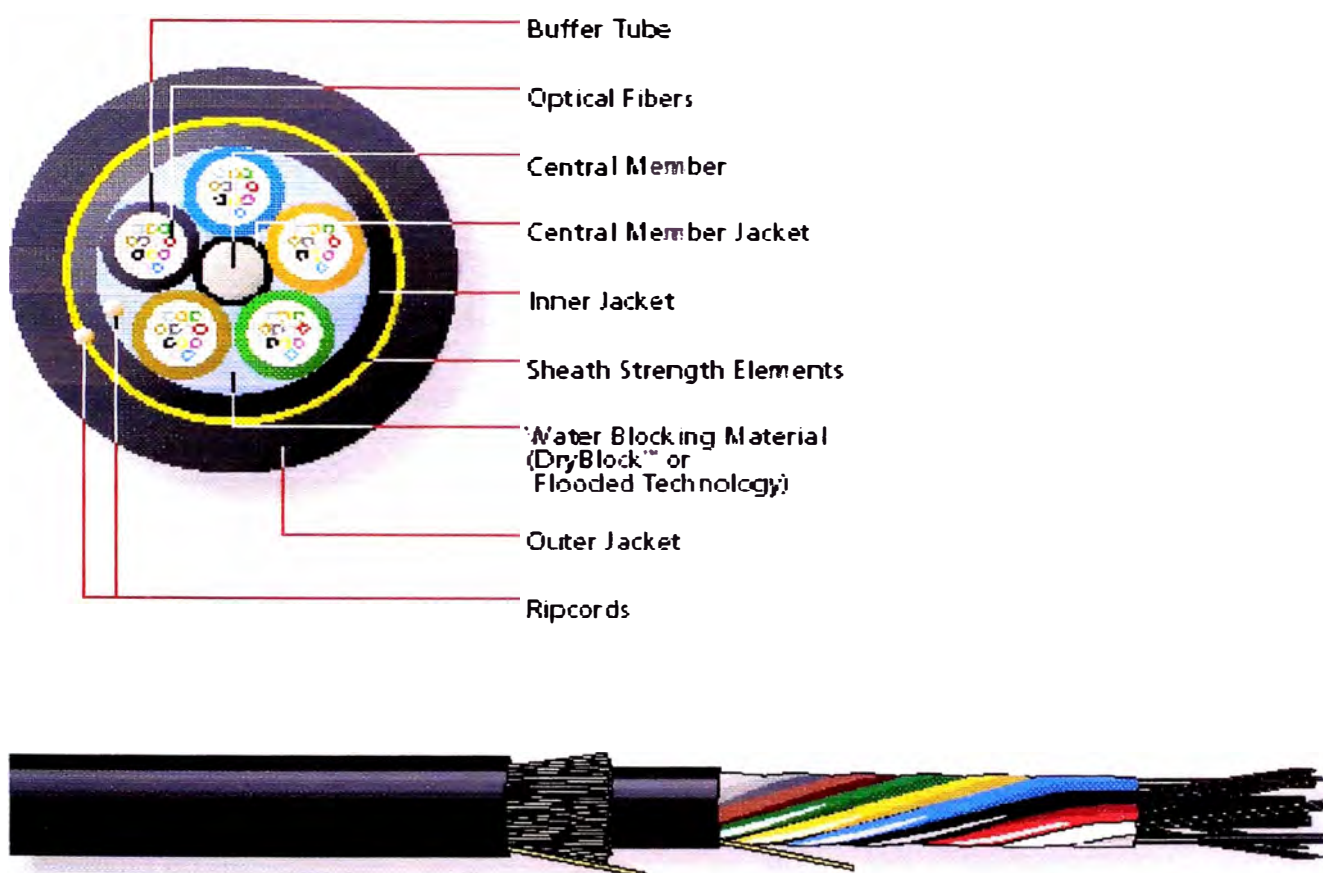 Buffer Tube
Optical Fibers
Central Member
Central Member Jacket
Inner Jacket
Sheath Strength Elements
Water Blocking Material
(DryBlock™ or
Flooded Technology)
Outer Jacket
Ripcords